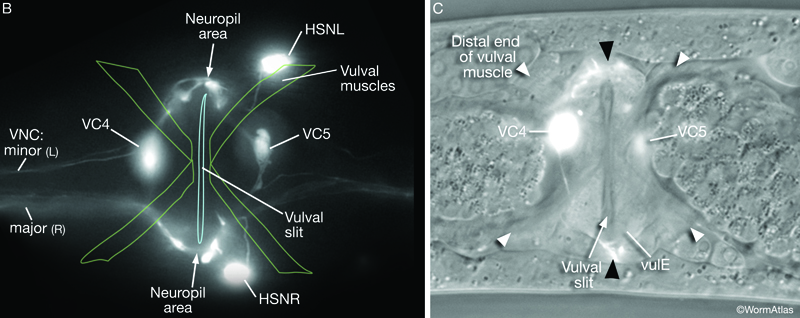 B
Neuropil
area
HSNL
Vulval
muscles
VC4
VC5
VNC:
minor (L)
major (R)
Vulval
slit
Neuropil
area
HSNR
C
Distal end
of vulval
muscle
VC4
VC5
Vulval
slit
vulE
©WormAtlas